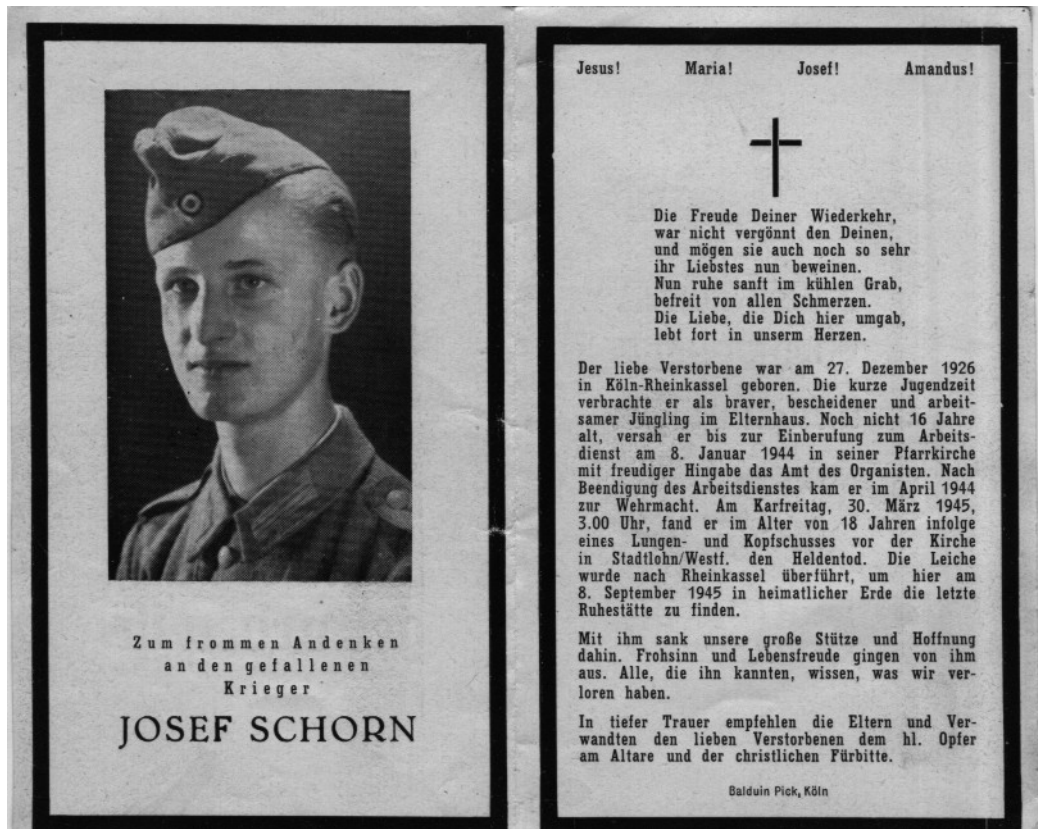 Zum frommen Andenken
an den gefallenen
Krieger
JOSEF SCHORN
Jesus! Maria! Josef! Amandus!
Die Freude Deiner Wiederkehr,
war nicht vergönnt den Deinen,
und mögen sie auch noch so sehr
ihr Liebstes nun beweinen.
Nun ruhe sanft im kühlen Grab,
befreit von allen Schmerzen.
Die Liebe, die Dich hier umgab,
lebt fort in unserm Herzen.
Der liebe Verstorbene war am 27. Dezember 1926
in Köln-Rheinkassel geboren. Die kurze Jugendzeit
verbrachte er als braver, bescheidener und arbeit-
samer Jüngling im Elternhaus. Noch nicht 16 Jahre
alt, versah er bis zur Einberufung zum Arbeits-
dienst am 8. Januar 1944 in seiner Pfarrkirche
mit freudiger Hingabe das Amt des Organisten. Nach
Beendigung des Arbeitsdienstes kam er im April 1944
zur Wehrmacht. Am Karfreitag, 30. März 1945,
3.00 Uhr, fand er im Alter von 18 Jahren infolge
eines Lungen- und Kopfschusses vor der Kirche
in Stadtlohn/Westf. den Heldentod. Die Leiche
wurde nach Rheinkassel überführt, um hier am
8. September 1945 in heimatlicher Erde die letzte
Ruhestätte zu finden.
Mit ihm sank unsere große Stütze und Hoffnung
dahin. Frohsinn und Lebensfreude gingen von ihm
aus. Alle, die ihn kannten, wissen, was wir ver-
loren haben.
In tiefer Trauer empfehlen die Eltern und Ver-
wandten den lieben Verstorbenen dem hl. Opfer
am Altare und der christlichen Fürbitte.
Balduin Pick, Köln